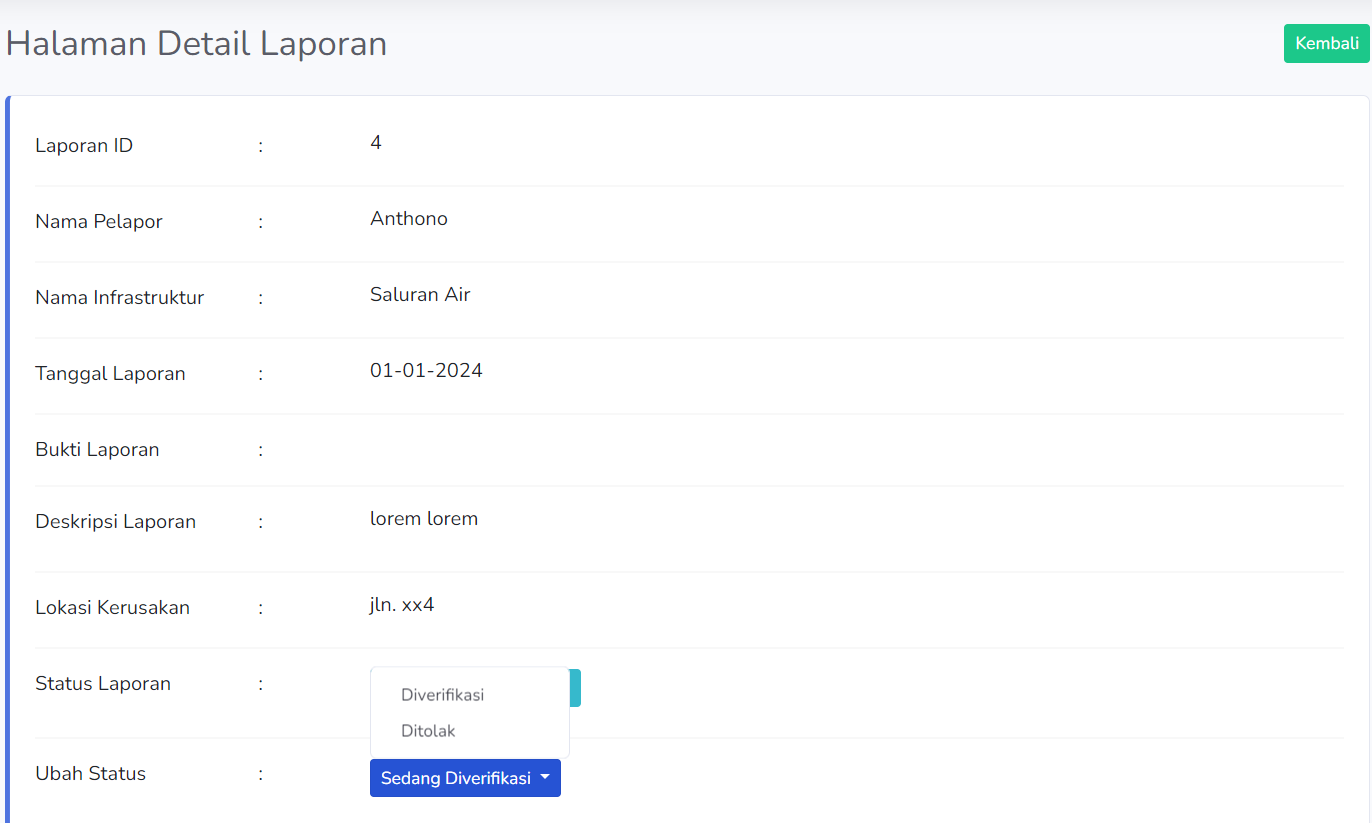 Halaman Detail Laporan
Kembali
Laporan ID : 4
Nama Pelapor : Anthono
Nama Infrastruktur : Saluran Air
Tanggal Laporan : 01-01-2024
Bukti Laporan :
Deskripsi Laporan : lorem lorem
Lokasi Kerusakan : jln. xx4
Status Laporan :
Diverifikasi
Ditolak
Ubah Status : Sedang Diverifikasi